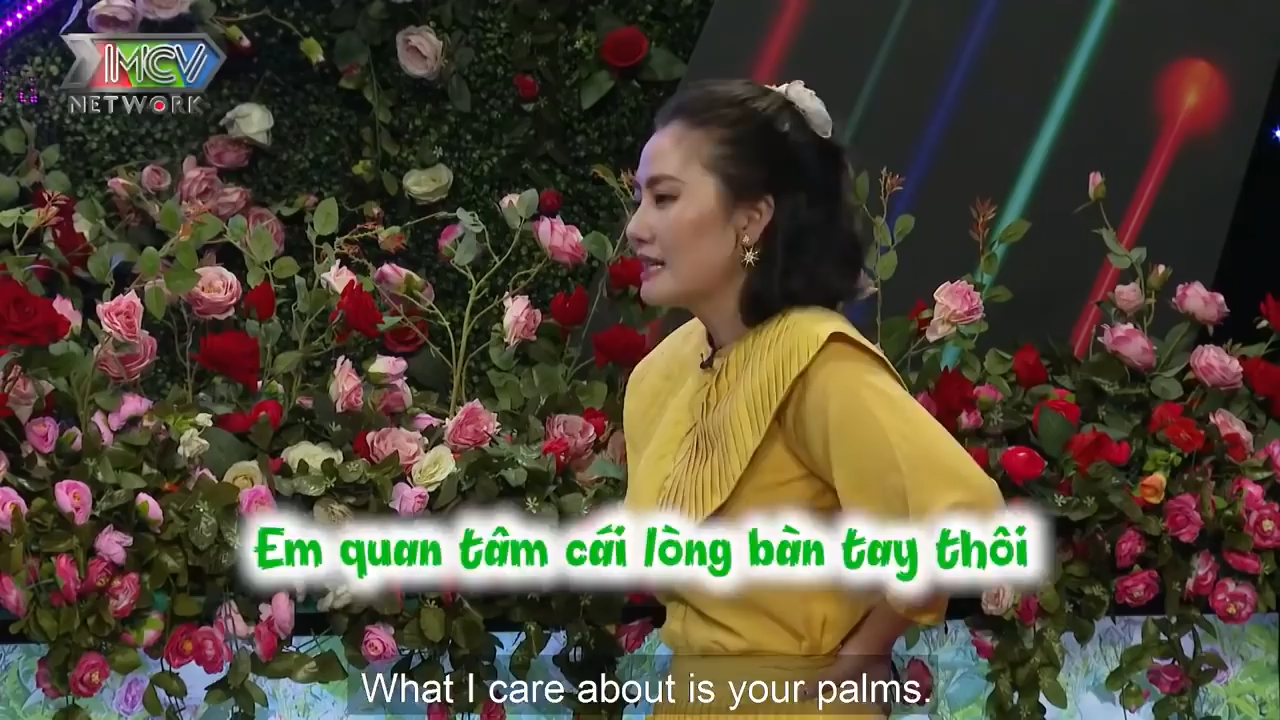 MCV
NETWORK
Em quan tâm cái lòng bàn tay thôi
What I care about is your palms.